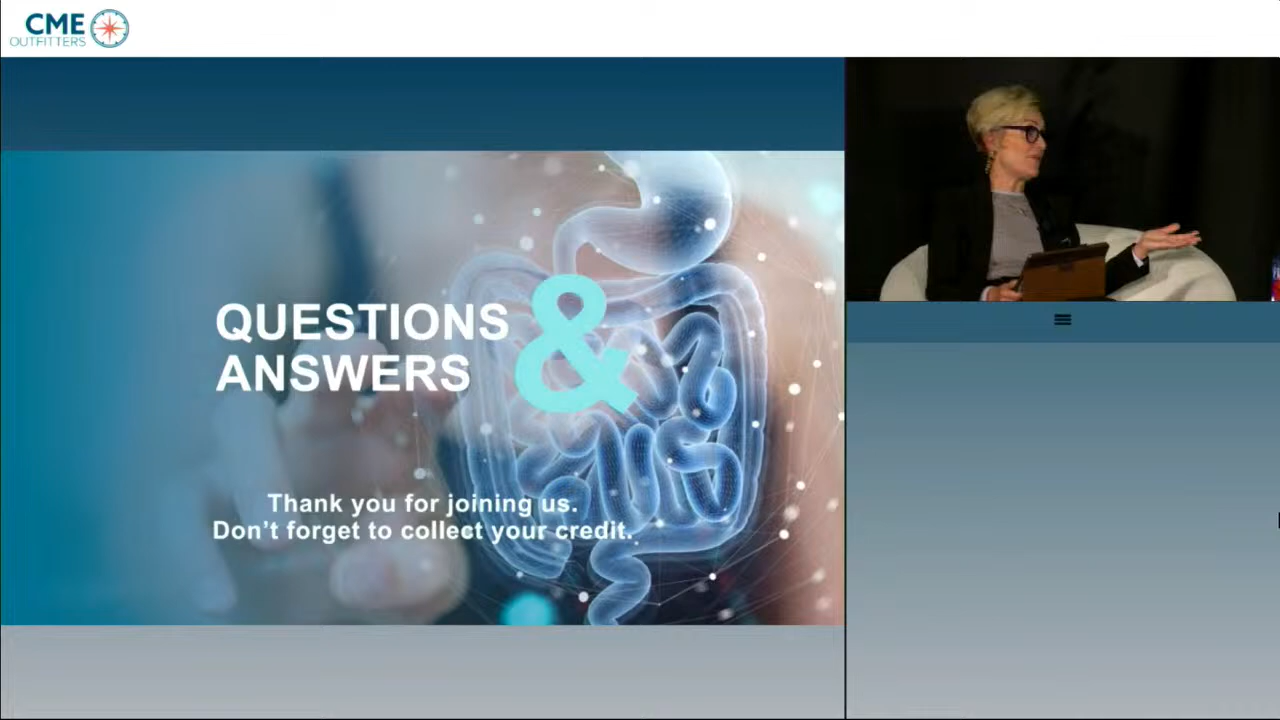 CME
OUTFITTERS
QUESTIONS
&
ANSWERS
Thank you for joining us.
Don't forget to collect your credit.